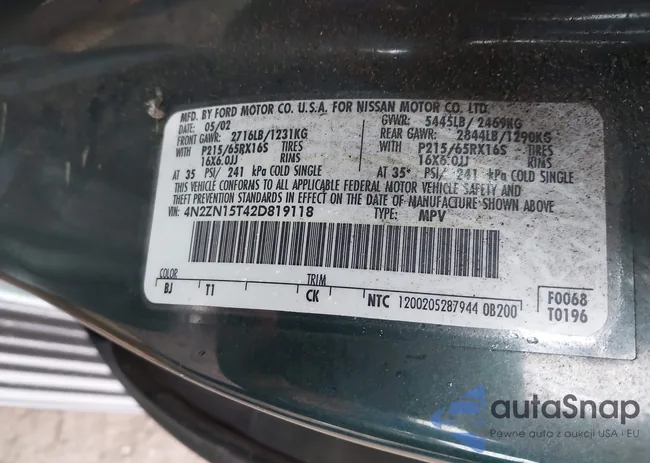 MFD. BY FORD MOTOR CO. U.S.A. FOR NISSAN MOTOR CO. LTD.
DATE: 05/02 GVWR: 5445LB/ 2469KG
FRONT GAWR: 2716LB/1231KG REAR GAWR: 2844LB/1290KG
WITH P215/65RX16S TIRES WITH P215/65RX16S TIRES
16X6.0JJ RIMS 16X6.0JJ RIMS
AT 35 PSI/ 241 kPa COLD SINGLE AT 35* PSI/ 241 kPa COLD SINGLE
CONFORMS TO ALL APPLICABLE FEDERAL MOTOR VEHICLE SAFETY AND
THEFT PREVENTION STANDARDS IN EFFECT ON THE DATE OF MANUFACTURE SHOWN ABOVE
VIN: 4N2ZN15T42D819118 TYPE: MPV
COLOR TRIM
BJ T1 CK NTC 1200205287944 0B200 F0068
T0196
autoSnap
Pewne auto z aukcji USA i EU